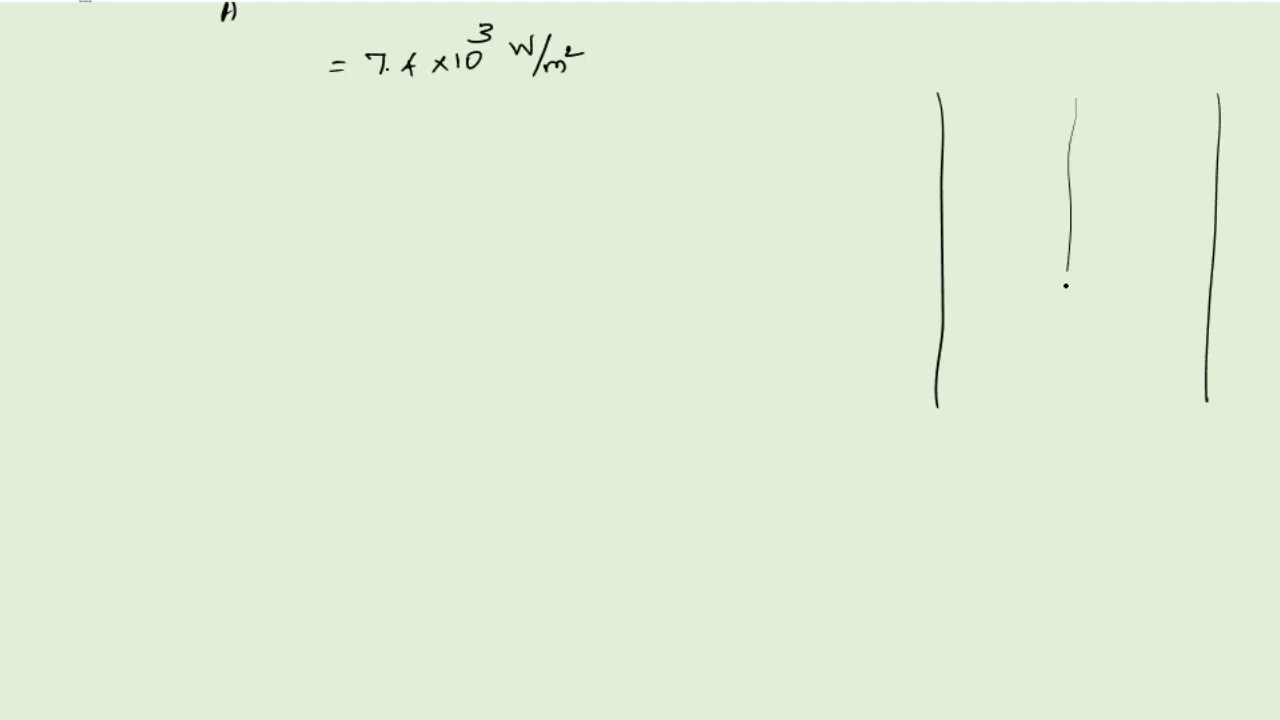 A
= 7.4 ×10³ W/m²